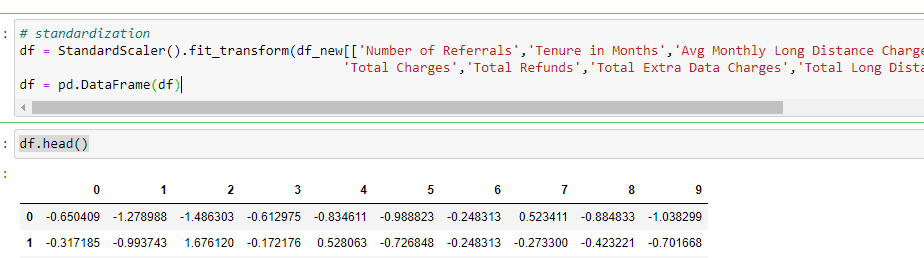 : # standardization
df = StandardScaler().fit_transform(df_new[['Number of Referrals','Tenure in Months','Avg Monthly Long Distance Charge
'Total Charges','Total Refunds','Total Extra Data Charges','Total Long Dista
df = pd.DataFrame(df)
: df.head()
:
0 1 2 3 4 5 6 7 8 9
0 -0.650409 -1.278988 -1.486303 -0.612975 -0.834611 -0.988823 -0.248313 0.523411 -0.884833 -1.038299
1 -0.317185 -0.993743 1.676120 -0.172176 0.528063 -0.726848 -0.248313 -0.273300 -0.423221 -0.701668